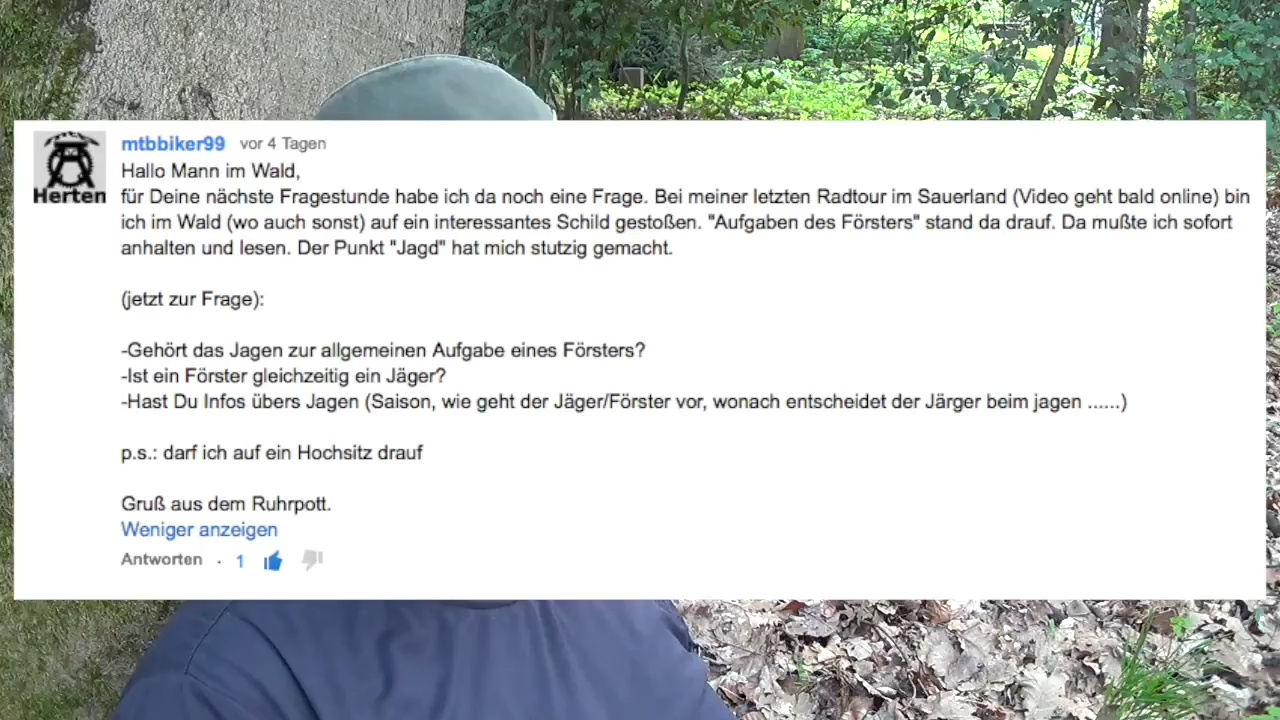 mtbbiker99 vor 4 Tagen
Herten
Hallo Mann im Wald,
für Deine nächste Fragestunde habe ich da noch eine Frage. Bei meiner letzten Radtour im Sauerland (Video geht bald online) bin
ich im Wald (wo auch sonst) auf ein interessantes Schild gestoßen. "Aufgaben des Försters" stand da drauf. Da mußte ich sofort
anhalten und lesen. Der Punkt "Jagd" hat mich stutzig gemacht.
(jetzt zur Frage):
-Gehört das Jagen zur allgemeinen Aufgabe eines Försters?
-Ist ein Förster gleichzeitig ein Jäger?
-Hast Du Infos übers Jagen (Saison, wie geht der Jäger/Förster vor, wonach entscheidet der Järger beim jagen ......)
p.s.: darf ich auf ein Hochsitz drauf
Gruß aus dem Ruhrpott.
Weniger anzeigen
Antworten · 1